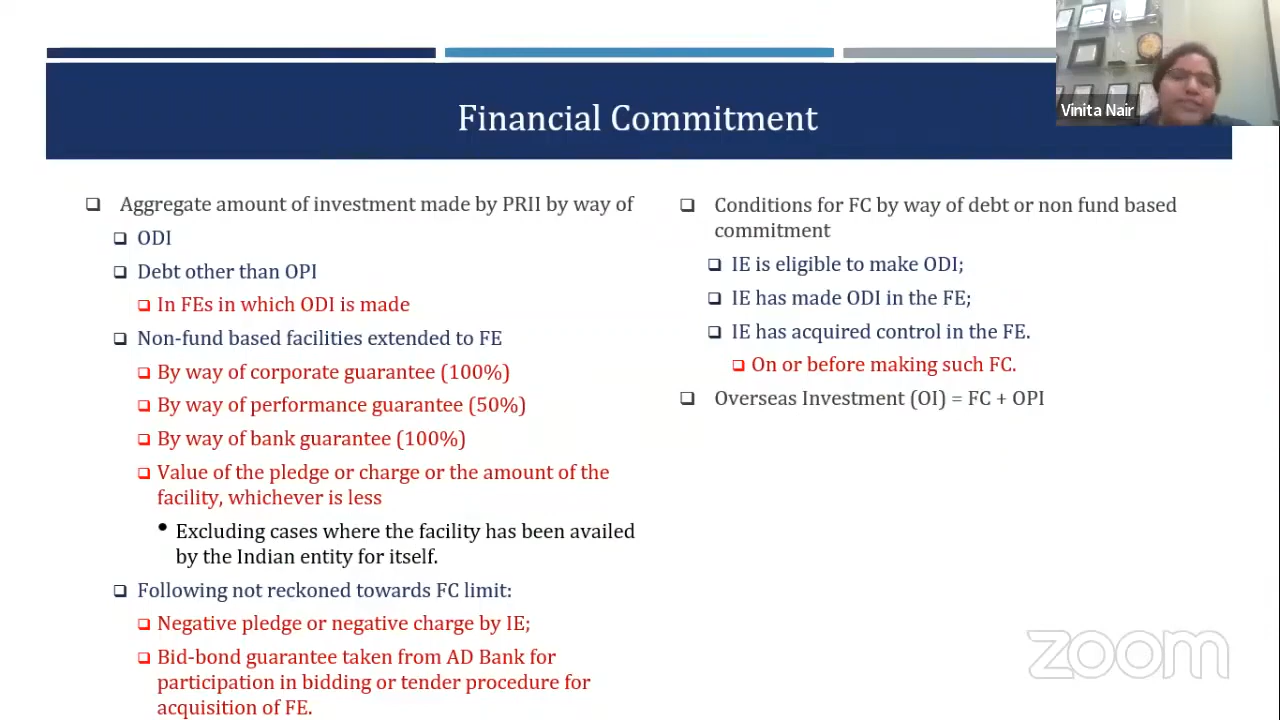 Financial Commitment
Vinita Nair
Aggregate amount of investment made by PRII by way of
ODI
Debt other than OPI
In FEs in which ODI is made
Non-fund based facilities extended to FE
By way of corporate guarantee (100%)
By way of performance guarantee (50%)
By way of bank guarantee (100%)
Value of the pledge or charge or the amount of the
facility, whichever is less
Excluding cases where the facility has been availed
by the Indian entity for itself.
Following not reckoned towards FC limit:
Negative pledge or negative charge by IE;
Bid-bond guarantee taken from AD Bank for
participation in bidding or tender procedure for
acquisition of FE.
Conditions for FC by way of debt or non fund based
commitment
IE is eligible to make ODI;
IE has made ODI in the FE;
IE has acquired control in the FE.
On or before making such FC.
Overseas Investment (OI) = FC + OPI
zoom